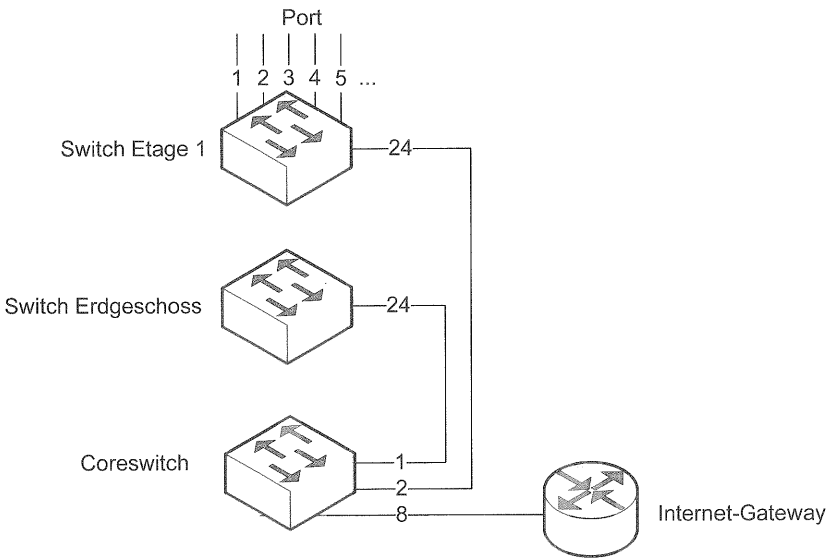 Port
1 2 3 4 5 ...
Switch Etage 1
24
Switch Erdgeschoss
24
Coreswitch
1
2
8
Internet-Gateway